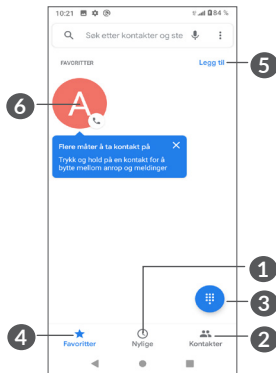 10:21 84 %
Søk etter kontakter og ste
FAVORITTER Legg til
5
6
A
Flere måter å ta kontakt på
Trykk og hold på en kontakt for å
bytte mellom anrop og meldinger
1
3
4
2
Favoritter Nylige Kontakter